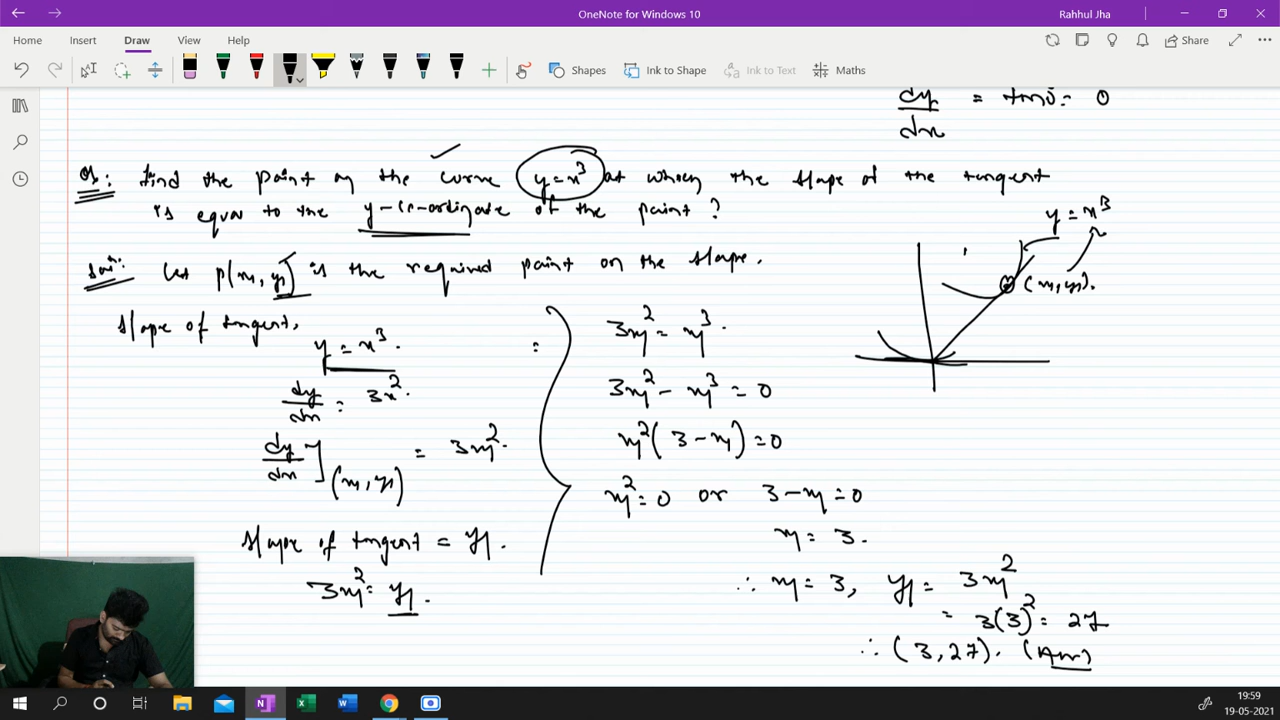 OneNote for Windows 10
Rahhul Jha
Home Insert Draw View Help
Share
Shapes Ink to Shape Ink to Text Maths
dy/dx = tan0 = 0
Q: Find the point on the curve y = x³ at which the slope of the tangent
is equal to the y-co-ordinate of the point ?
y = x³
Soln: Let P(x₁, y₁) is the required point on the slope.
(x₁, y₁).
Slope of tangent,
y = x³.
dy/dx = 3x².
dy/dx](x₁, y₁) = 3x₁².
Slope of tangent = y₁.
3x₁² = y₁.
3x₁² = x₁³.
3x₁² - x₁³ = 0
x₁²(3 - x₁) = 0
x₁² = 0 or 3 - x₁ = 0
x₁ = 3.
∴ x₁ = 3, y₁ = 3x₁²
= 3(3)² = 27
∴ (3, 27). (Ans)
19:59
19-05-2021